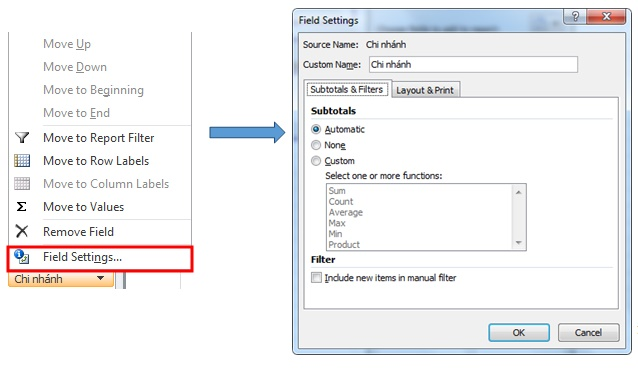 Move Up
Move Down
Move to Beginning
Move to End
Move to Report Filter
Move to Row Labels
Move to Column Labels
Move to Values
Remove Field
Field Settings...
Chi nhánh
Field Settings
Source Name: Chi nhánh
Custom Name: Chi nhánh
Subtotals & Filters Layout & Print
Subtotals
Automatic
None
Custom
Select one or more functions:
Sum
Count
Average
Max
Min
Product
Filter
Include new items in manual filter
OK Cancel